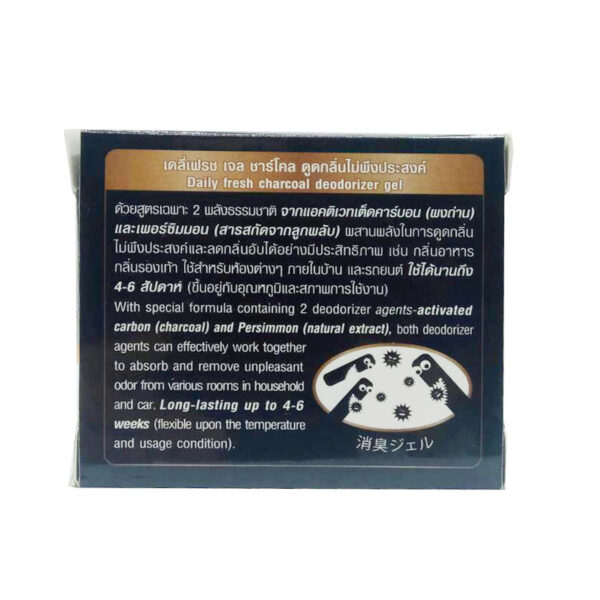 เดลี่เฟรช เจล ชาร์โคล ดูดกลิ่นไม่พึงประสงค์
Daily fresh charcoal deodorizer gel
ด้วยสูตรเฉพาะ 2 พลังธรรมชาติ จากแอคติเวทเต็ดคาร์บอน (ผงถ่าน)
และเพอร์ซิมมอน (สารสกัดจากลูกพลับ) ผสานพลังในการดูดกลิ่น
ไม่พึงประสงค์และลดกลิ่นอับได้อย่างมีประสิทธิภาพ เช่น กลิ่นอาหาร
กลิ่นรองเท้า ใช้สำหรับห้องต่างๆ ภายในบ้าน และรถยนต์ ใช้ได้นานถึง
4-6 สัปดาห์ (ขึ้นอยู่กับอุณหภูมิและสภาพการใช้งาน)
With special formula containing 2 deodorizer agents-activated
carbon (charcoal) and Persimmon (natural extract), both deodorizer
agents can effectively work together
to absorb and remove unpleasant
odor from various rooms in household
and car. Long-lasting up to 4-6
weeks (flexible upon the temperature
and usage condition).
消臭ジェル